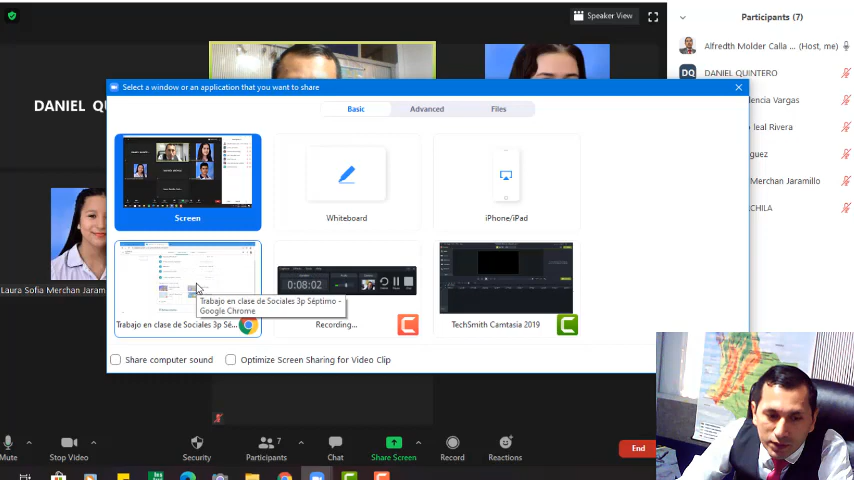 Speaker View
Participants (7)
Alfredth Molder Calla ... (Host, me)
DQ DANIEL QUINTERO
lencia Vargas
leal Rivera
guez
Merchan Jaramillo
CHILA
DANIEL QU
Laura Sofia Merchan Jaram
Select a window or an application that you want to share
Basic
Advanced
Files
Screen
Whiteboard
iPhone/iPad
0:08:02
Trabajo en clase de Sociales 3p Séptimo -
Google Chrome
Trabajo en clase de Sociales 3p Sé...
Recording...
TechSmith Camtasia 2019
Share computer sound
Optimize Screen Sharing for Video Clip
Mute
Stop Video
Security
7
Participants
Chat
Share Screen
Record
Reactions
End